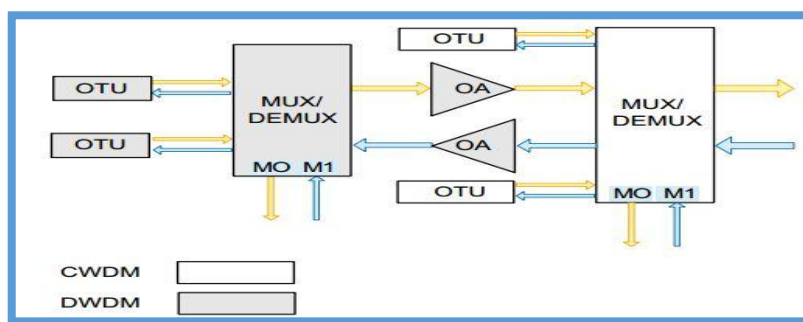 OTU
OTU
MUX/
DEMUX
MO M1
OA
OA
OTU
OTU
MUX/
DEMUX
MO M1
CWDM
DWDM